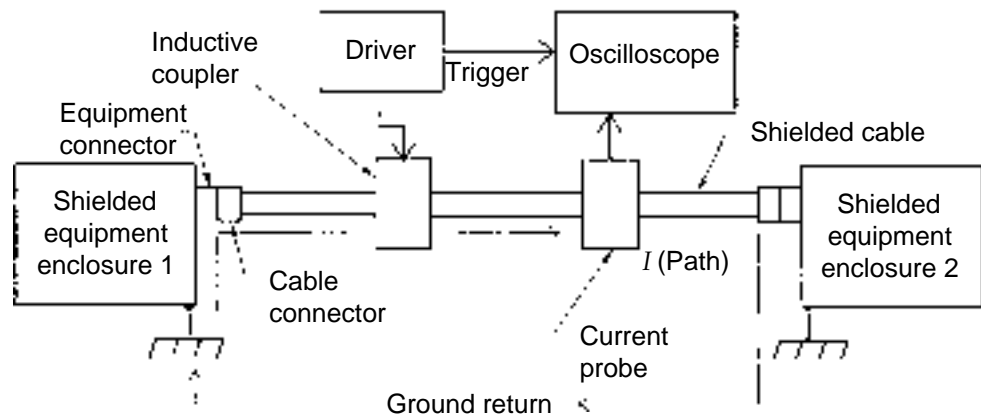 Inductive
coupler
Driver
Trigger
Oscilloscope
Equipment
connector
Shielded cable
Shielded
equipment
enclosure 1
Shielded
equipment
enclosure 2
I (Path)
Cable
connector
Current
probe
Ground return